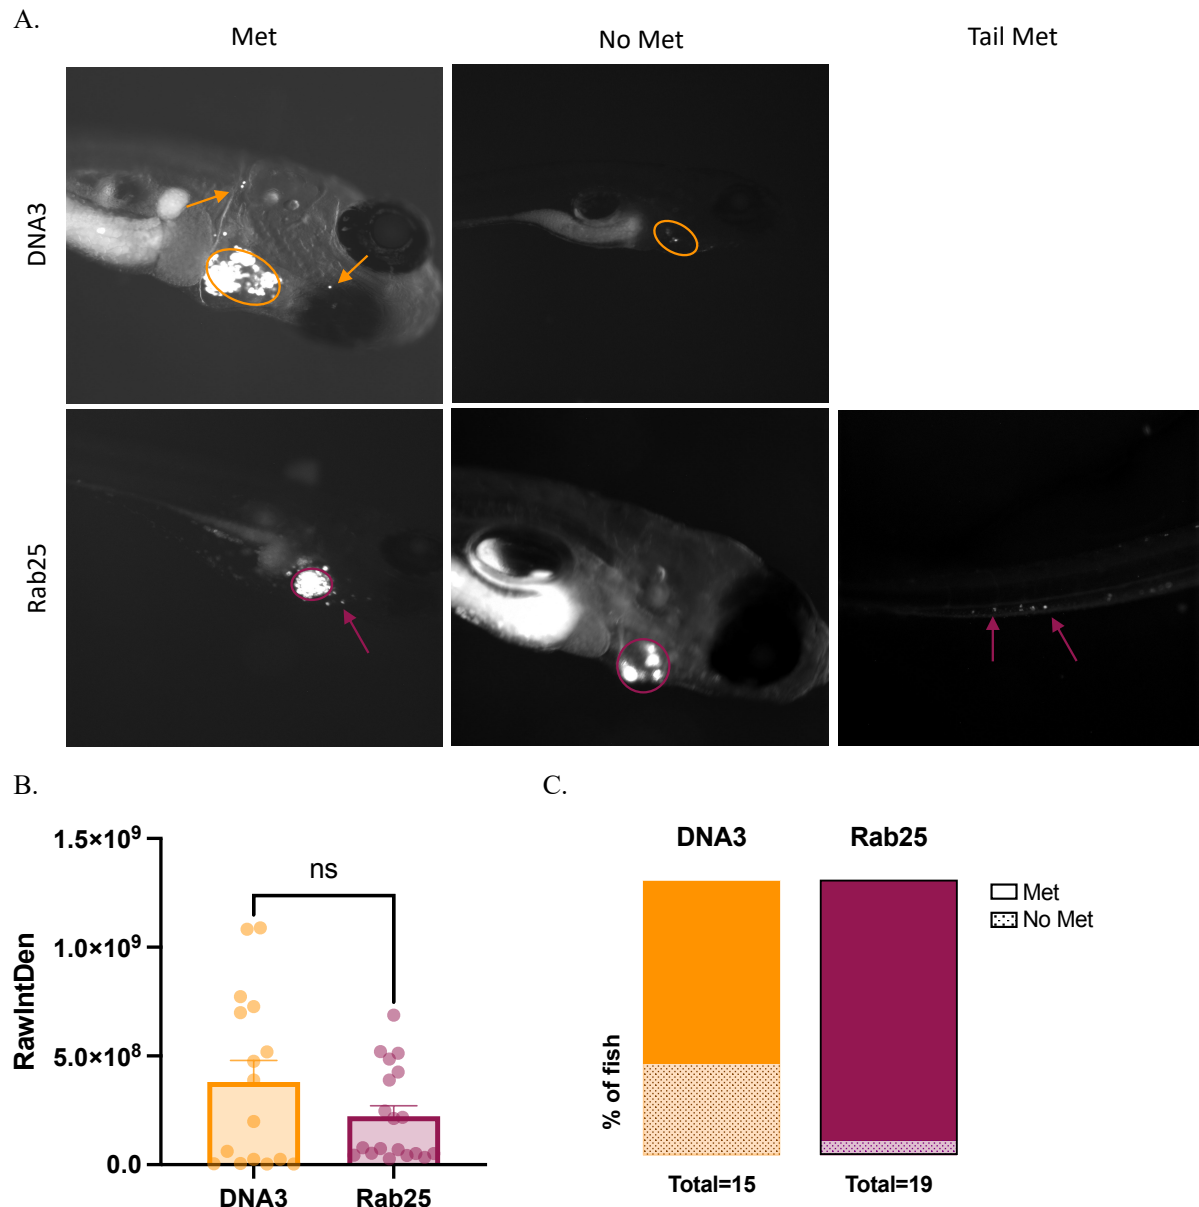 A.
Met
No Met
Tail Met
DNA3
Rab25
B.
C.
1.5×10⁹
1.0×10⁹
5.0×10⁸
0.0
RawIntDen
ns
DNA3
Rab25
DNA3
Rab25
Met
No Met
% of fish
Total=15
Total=19